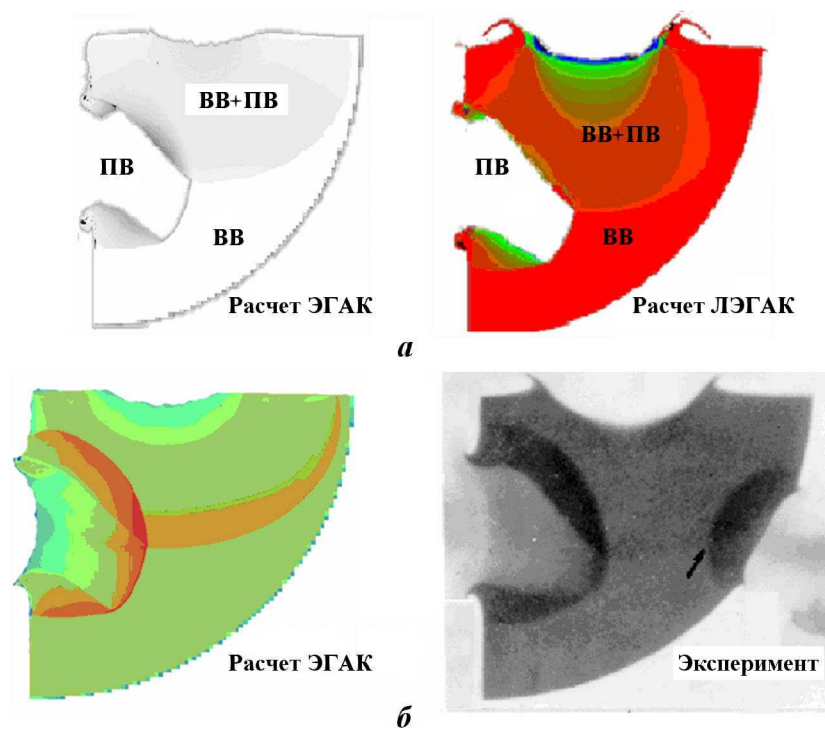 ВВ+ПВ
ПВ
ВВ
Расчет ЭГАК
ВВ+ПВ
ПВ
ВВ
Расчет ЛЭГАК
а
Расчет ЭГАК
Эксперимент
б